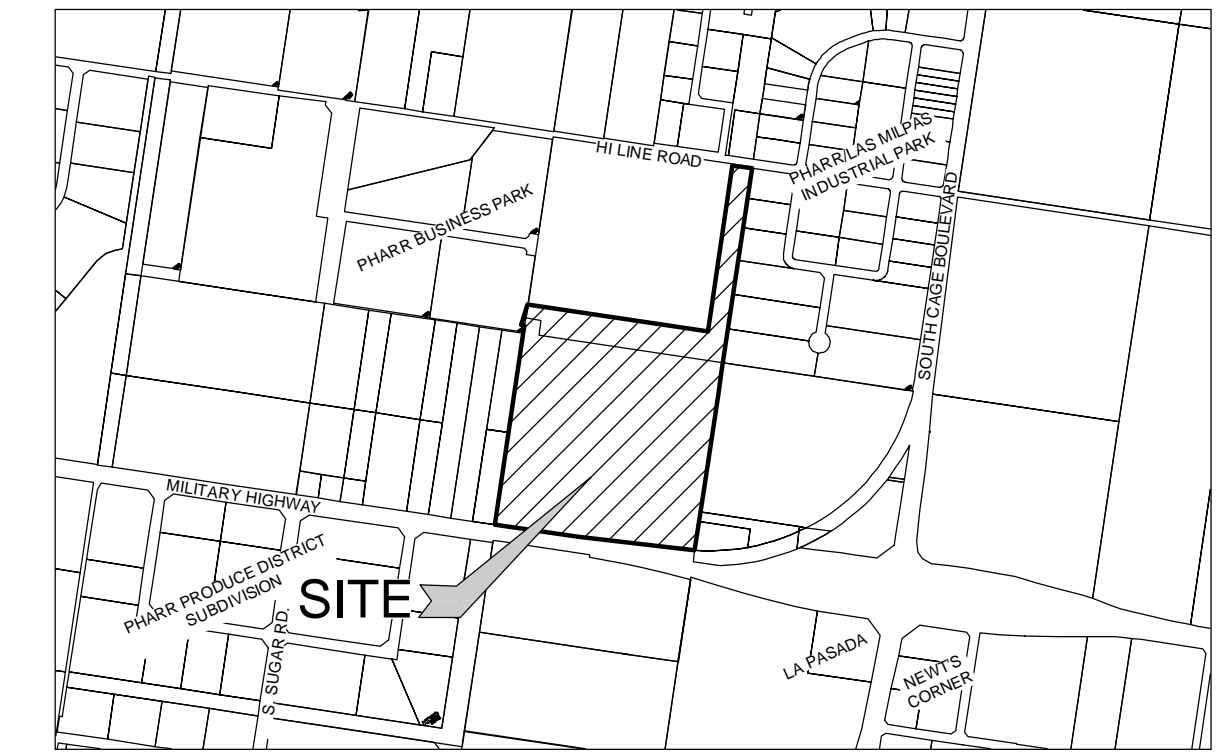 HI LINE ROAD
PHARR/LAS MILPAS
INDUSTRIAL PARK
PHARR BUSINESS PARK
SOUTH CAGE BOULEVARD
MILITARY HIGHWAY
PHARR PRODUCE DISTRICT
SUBDIVISION
SITE
S. SUGAR RD.
LA PASADA
NEWT'S
CORNER